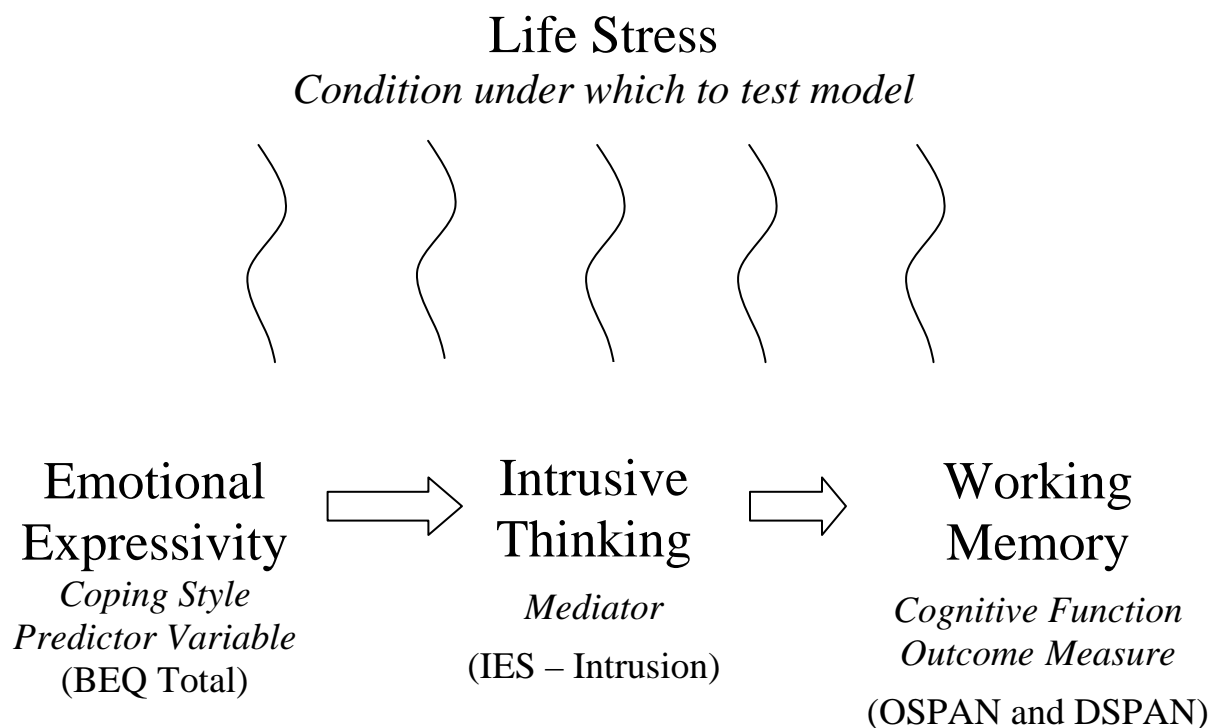 Life Stress
Condition under which to test model
Emotional
Expressivity
Coping Style
Predictor Variable
(BEQ Total)
Intrusive
Thinking
Mediator
(IES – Intrusion)
Working
Memory
Cognitive Function
Outcome Measure
(OSPAN and DSPAN)